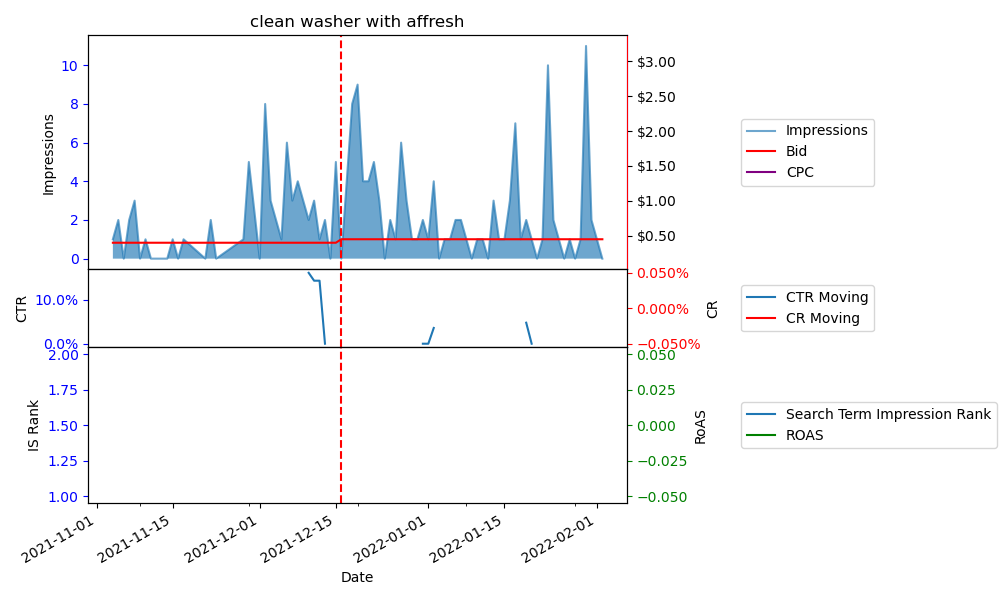 clean washer with affresh
Impressions
10
8
6
4
2
0
$3.00
$2.50
$2.00
$1.50
$1.00
$0.50
Impressions
Bid
CPC
CTR
10.0%
0.0%
0.050%
0.000%
−0.050%
CR
CTR Moving
CR Moving
IS Rank
2.00
1.75
1.50
1.25
1.00
0.050
0.025
0.000
−0.025
−0.050
RoAS
Search Term Impression Rank
ROAS
2021-11-01
2021-11-15
2021-12-01
2021-12-15
2022-01-01
2022-01-15
2022-02-01
Date